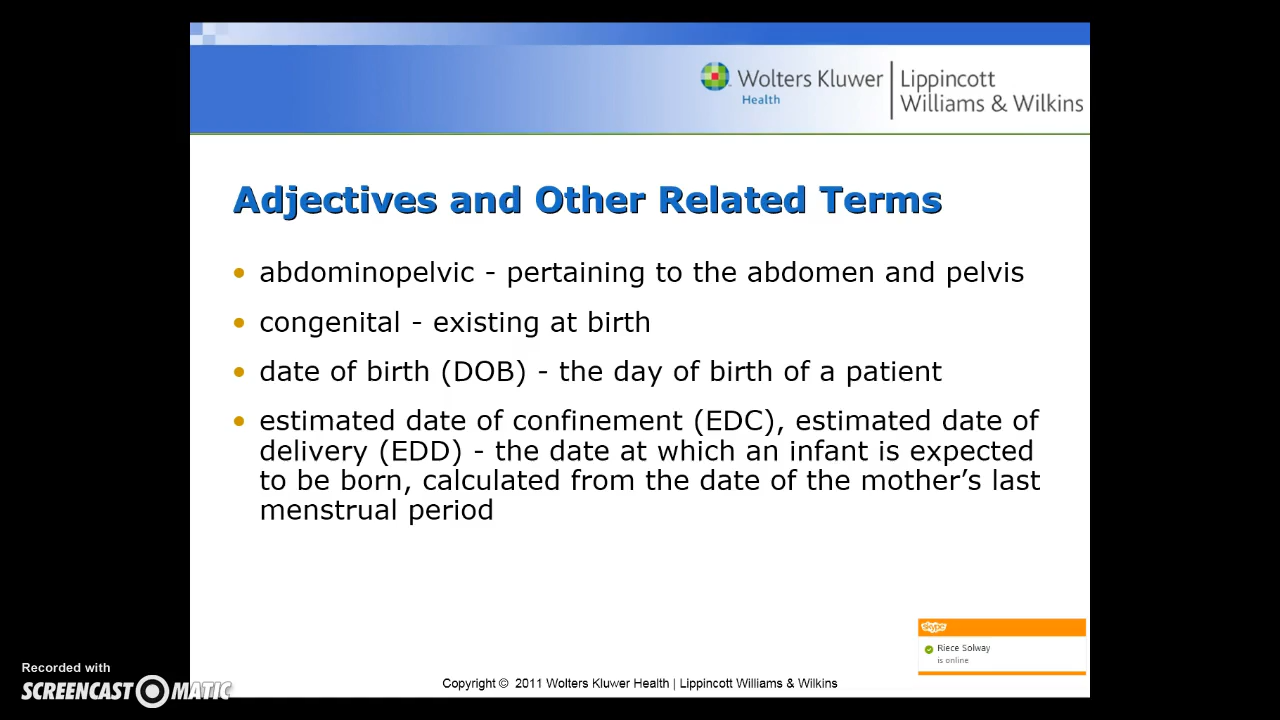 Wolters Kluwer
Health
Lippincott
Williams & Wilkins
Adjectives and Other Related Terms
• abdominopelvic - pertaining to the abdomen and pelvis
• congenital - existing at birth
• date of birth (DOB) - the day of birth of a patient
• estimated date of confinement (EDC), estimated date of
delivery (EDD) - the date at which an infant is expected
to be born, calculated from the date of the mother’s last
menstrual period
skype
Riece Solway
is online
Recorded with
SCREENCAST-O-MATIC
Copyright © 2011 Wolters Kluwer Health | Lippincott Williams & Wilkins